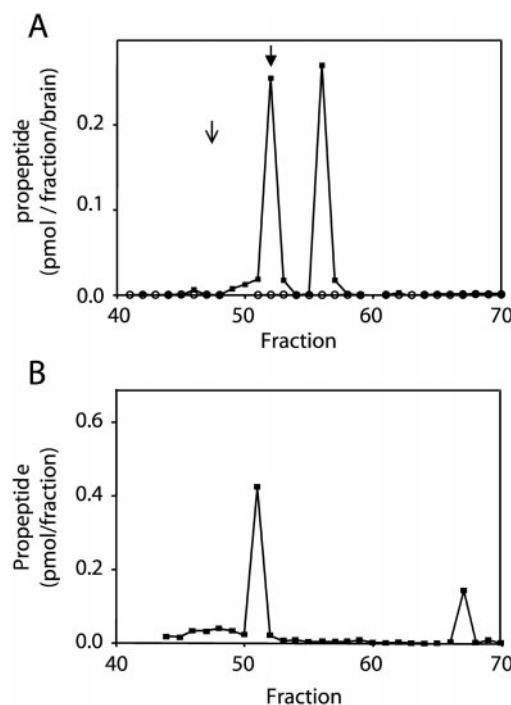 A
propeptide
(pmol / fraction/brain)
0.2
0.1
0.0
40
50
60
70
Fraction
B
Propeptide
(pmol/fraction)
0.6
0.4
0.2
0.0
40
50
60
70
Fraction